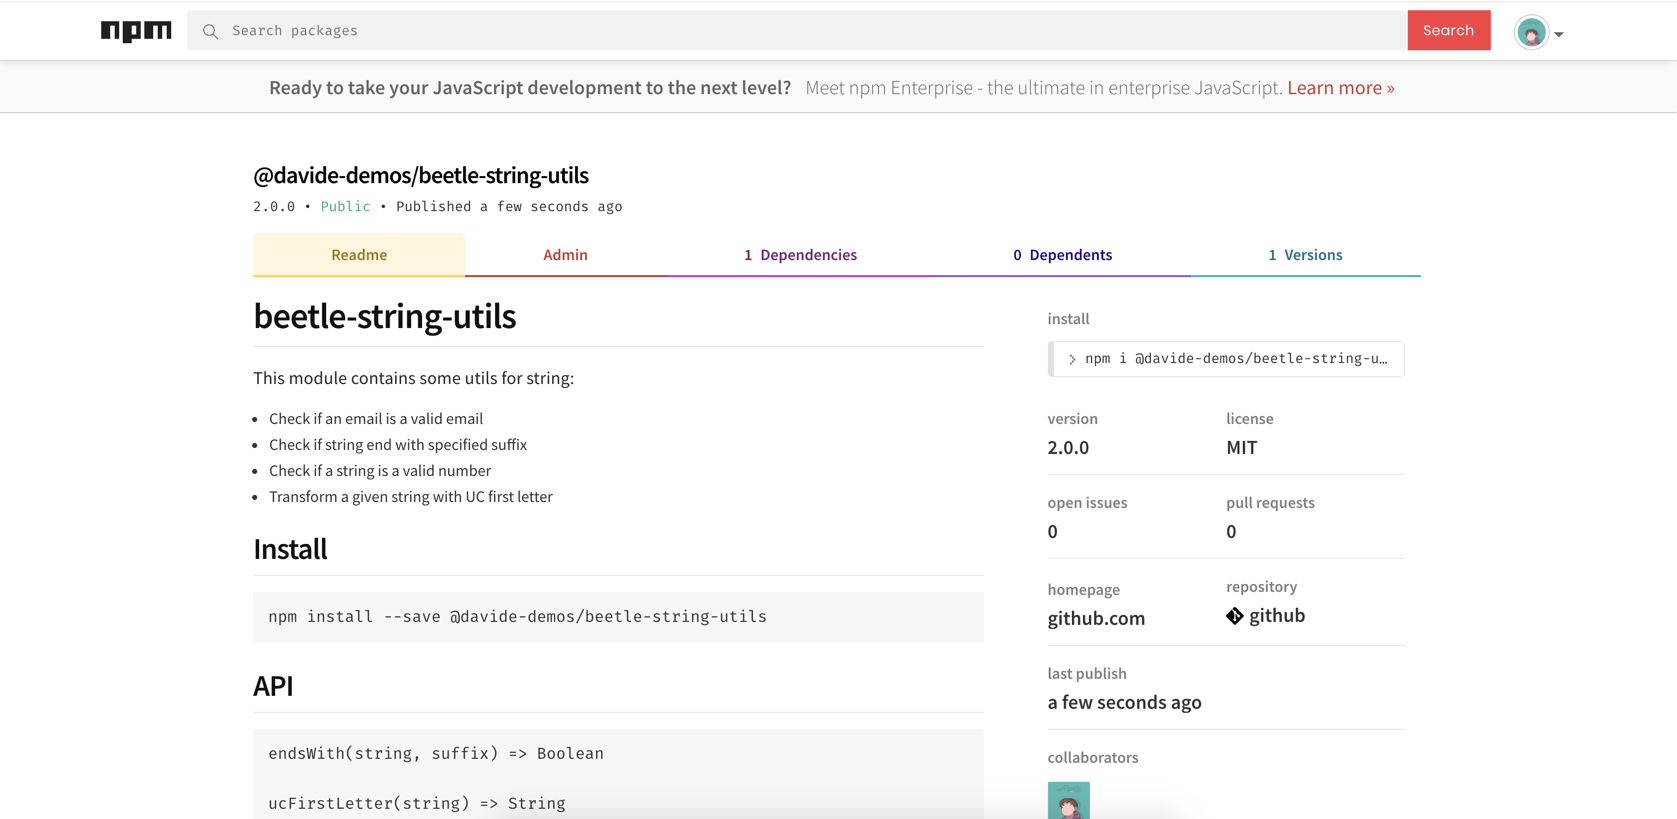 npm
Search packages
Search
Ready to take your JavaScript development to the next level? Meet npm Enterprise - the ultimate in enterprise JavaScript. Learn more »
@davide-demos/beetle-string-utils
2.0.0 • Public • Published a few seconds ago
Readme
Admin
1 Dependencies
0 Dependents
1 Versions
beetle-string-utils
This module contains some utils for string:
• Check if an email is a valid email
• Check if string end with specified suffix
• Check if a string is a valid number
• Transform a given string with UC first letter
Install
npm install --save @davide-demos/beetle-string-utils
API
endsWith(string, suffix) => Boolean
ucFirstLetter(string) => String
install
npm i @davide-demos/beetle-string-u…
version
2.0.0
license
MIT
open issues
0
pull requests
0
homepage
github.com
repository
github
last publish
a few seconds ago
collaborators